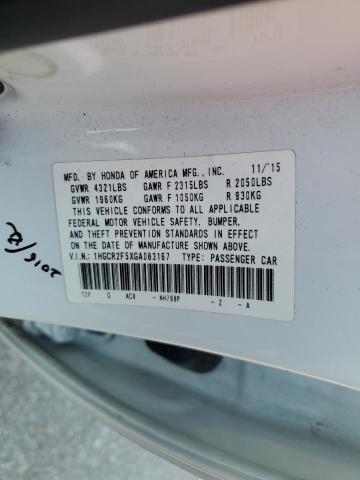 MFD. BY HONDA OF AMERICA MFG., INC. 11/15
GVWR 4321LBS GAWR F 2315LBS R 2050LBS
GVWR 1960KG GAWR F 1050KG R 930KG
THIS VEHICLE CONFORMS TO ALL APPLICABLE
FEDERAL MOTOR VEHICLE SAFETY, BUMPER,
AND THEFT PREVENTION STANDARDS IN EFFECT
ON THE DATE OF MANUFACTURE SHOWN ABOVE.
V.I.N.: 1HGCR2F5XGA083167 TYPE: PASSENGER CAR
G AC8 - NH788P - Z - A
2016